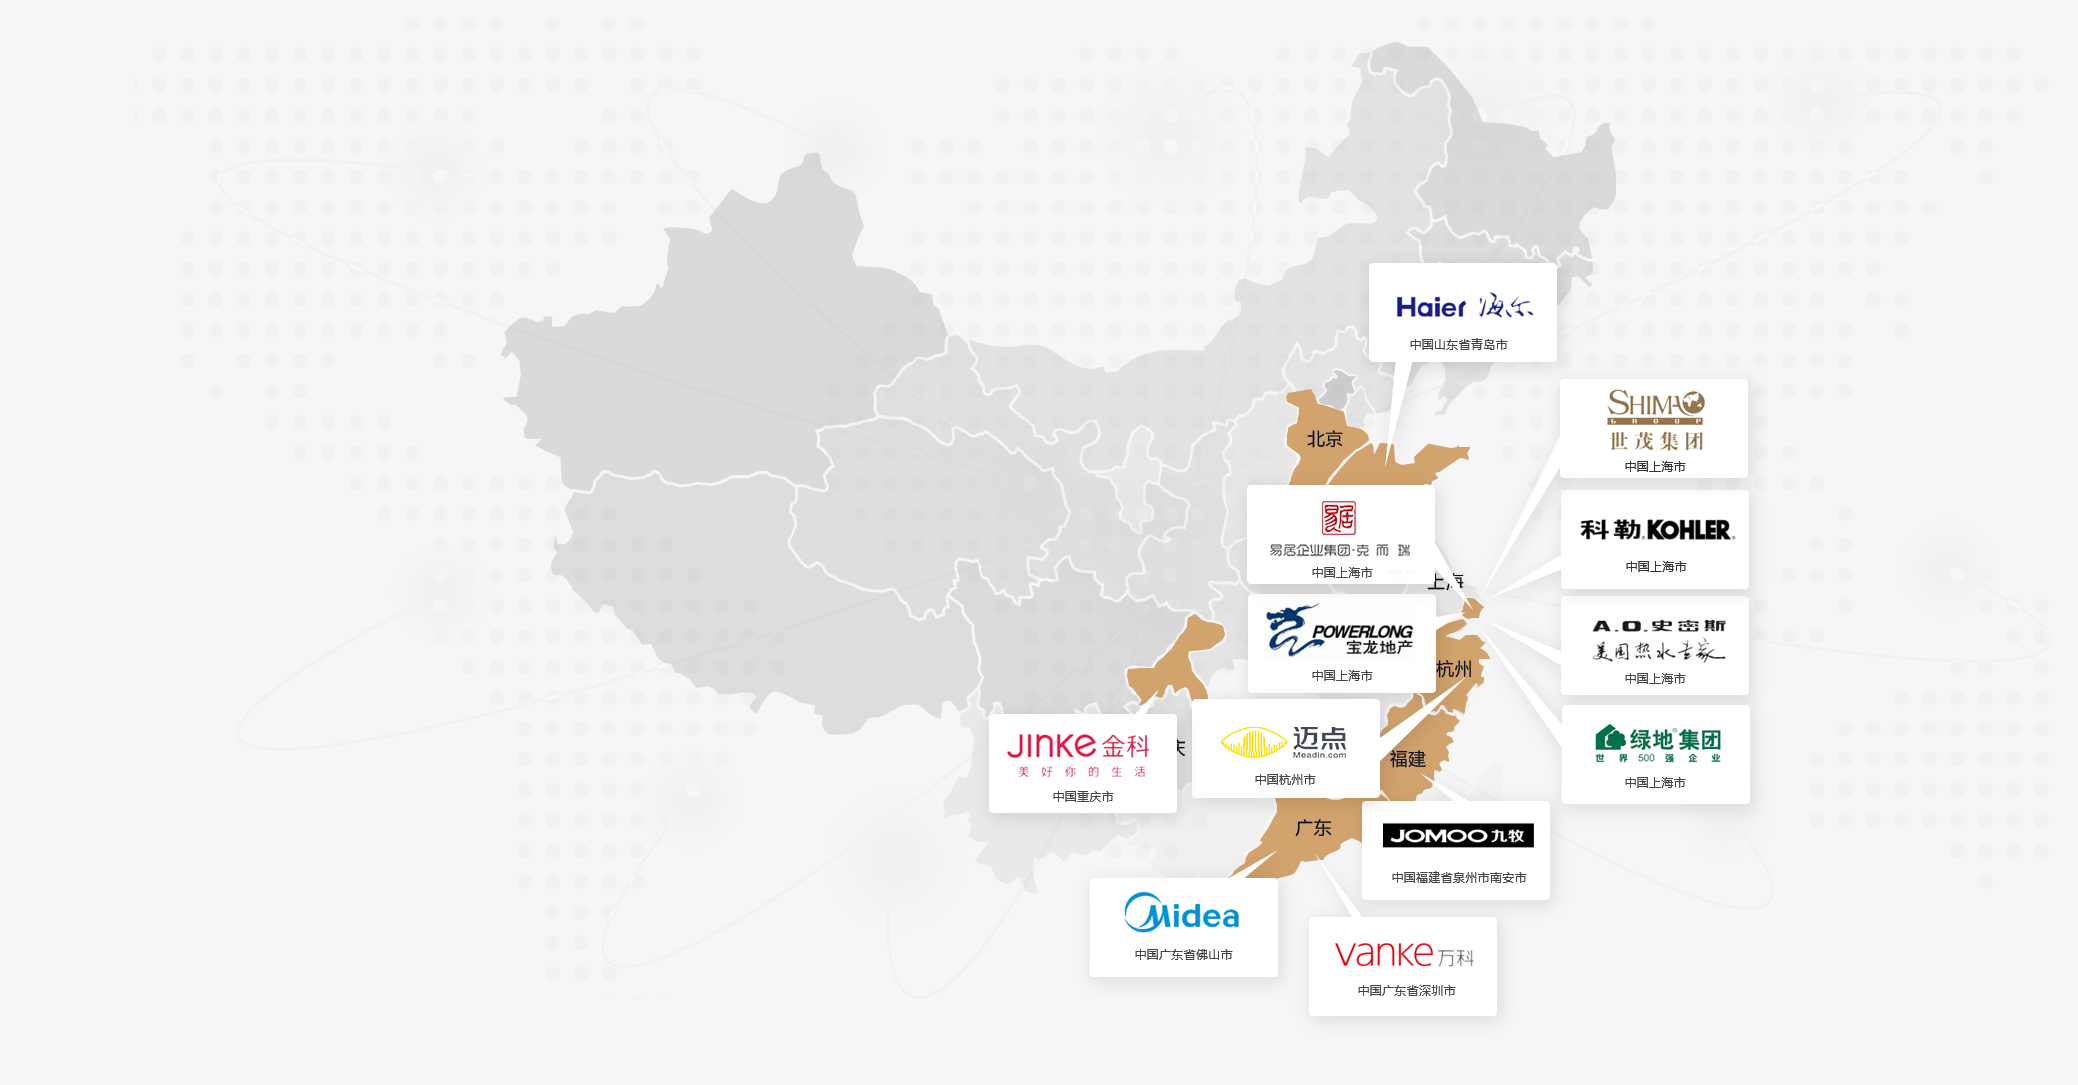 Haier 海尔
中国山东省青岛市
SHIMAO
GROUP
世茂集团
中国上海市
北京
科勒.KOHLER.
中国上海市
易居
易居企业集团·克而瑞
中国上海市
上海
A.O.史密斯
美国热水专家
中国上海市
POWERLONG
宝龙地产
中国上海市
杭州
绿地®集团
世界500强企业
中国上海市
JINKE 金科
美好你的生活
中国重庆市
庆
迈点
Meadin.com
中国杭州市
福建
广东
JOMOO 九牧
中国福建省泉州市南安市
Midea
中国广东省佛山市
vanke 万科
中国广东省深圳市